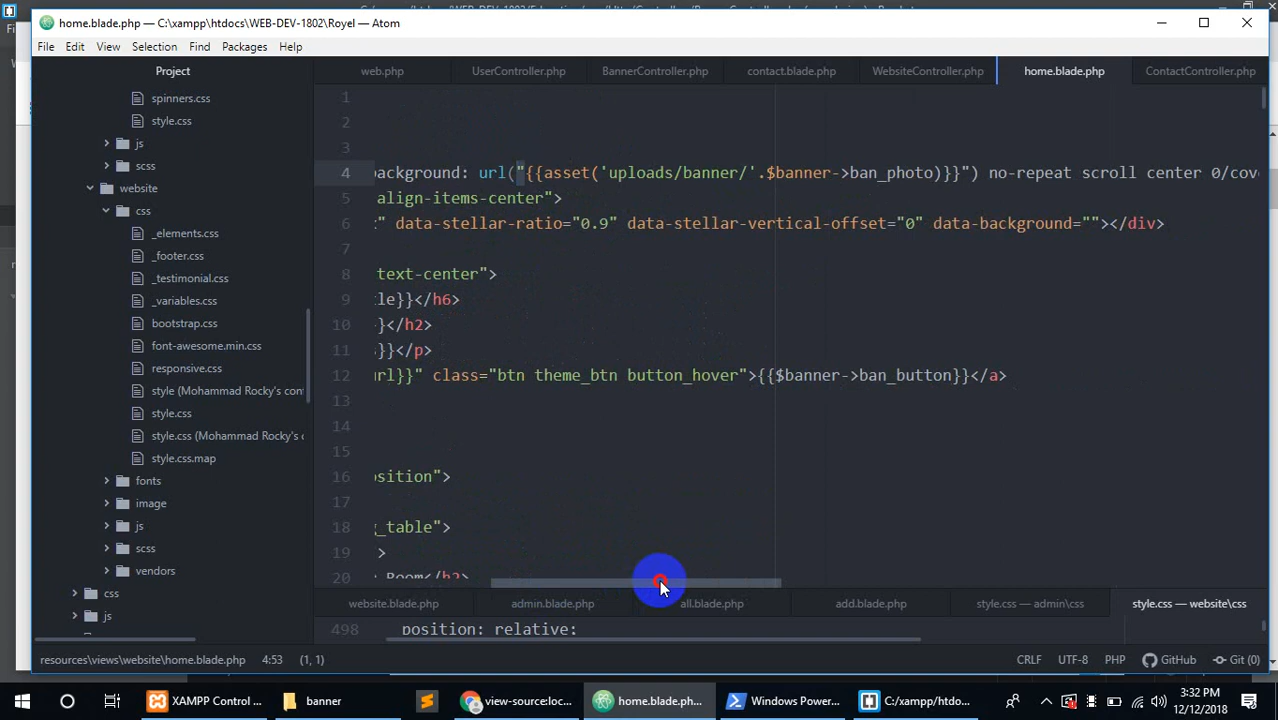 home.blade.php — C:\xampp\htdocs\WEB-DEV-1802\Royel — Atom
File Edit View Selection Find Packages Help
Project
web.php UserController.php BannerController.php contact.blade.php WebsiteController.php home.blade.php ContactController.php
spinners.css
style.css
js
scss
website
css
_elements.css
_footer.css
_testimonial.css
_variables.css
bootstrap.css
font-awesome.min.css
responsive.css
style (Mohammad Rocky's con
style.css
style.css (Mohammad Rocky's c
style.css.map
fonts
image
js
scss
vendors
css
js
1
2
3
4 ackground: url("{{asset('uploads/banner/'.$banner->ban_photo)}}") no-repeat scroll center 0/cov
5 align-items-center">
6 " data-stellar-ratio="0.9" data-stellar-vertical-offset="0" data-background=""></div>
7
8 text-center">
9 tle}}</h6>
10 }</h2>
11 s}}</p>
12 url}}" class="btn theme_btn button_hover">{{$banner->ban_button}}</a>
13
14
15
16 osition">
17
18 g_table">
19 >
20 Room</h2>
website.blade.php admin.blade.php all.blade.php add.blade.php style.css — admin\css style.css — website\css
498 position: relative;
resources\views\website\home.blade.php 4:53 (1, 1) CRLF UTF-8 PHP GitHub Git (0)
XAMPP Control ... banner view-source:loc... home.blade.php... Windows Power... C:/xampp/htdoc... 3:32 PM
12/12/2018